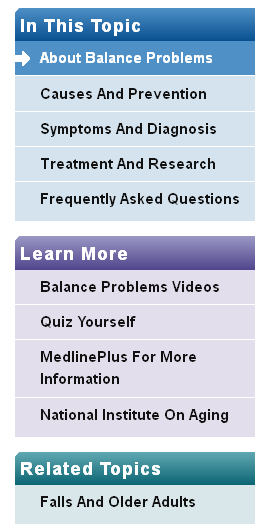 In This Topic
About Balance Problems
Causes And Prevention
Symptoms And Diagnosis
Treatment And Research
Frequently Asked Questions
Learn More
Balance Problems Videos
Quiz Yourself
MedlinePlus For More
Information
National Institute On Aging
Related Topics
Falls And Older Adults